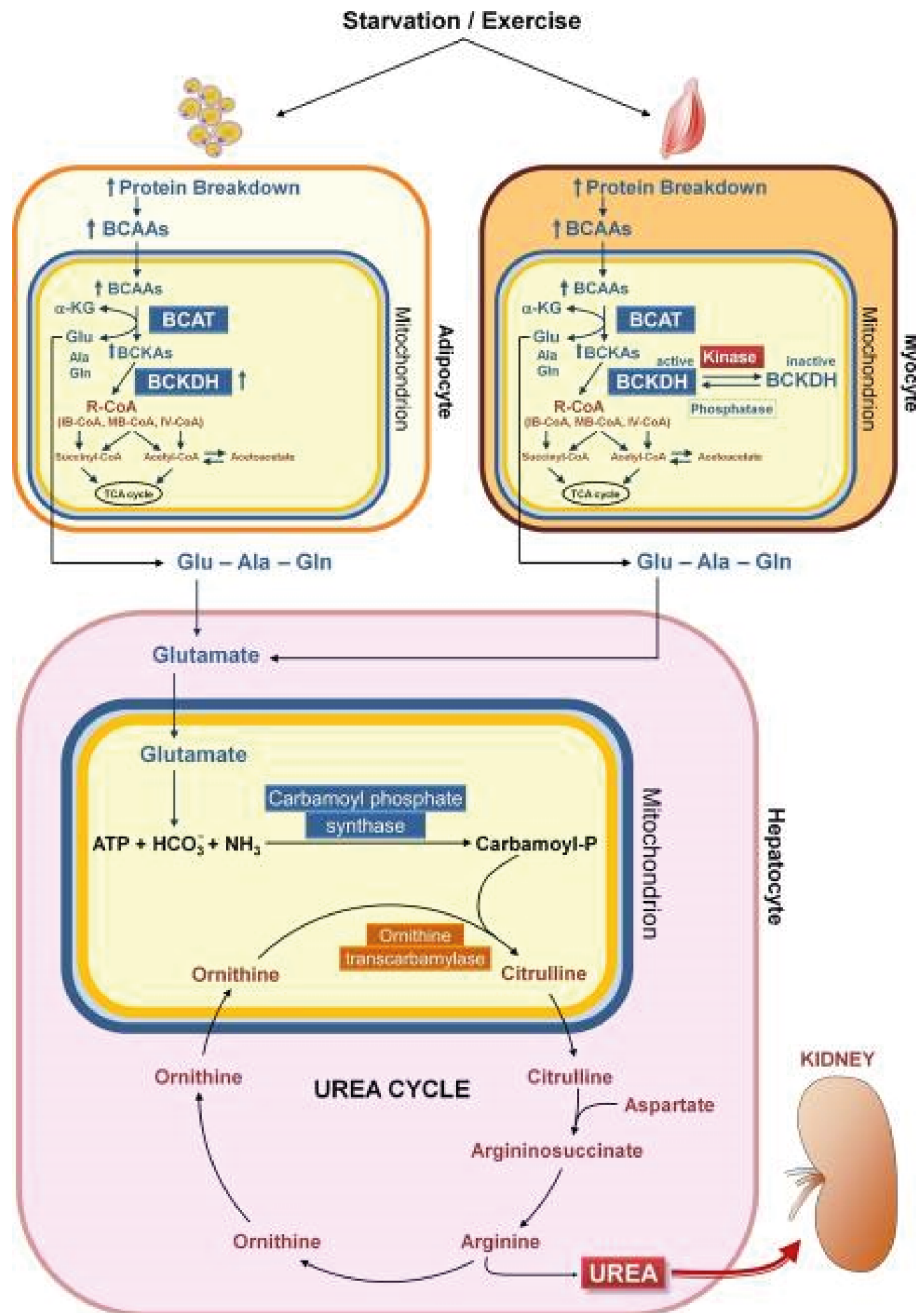 Starvation / Exercise
↑ Protein Breakdown
↑ BCAAs
↑ BCAAs
α-KG
BCAT
Glu
Ala
Gln
↑BCKAs
BCKDH ↑
R-CoA
(IB-CoA, MB-CoA, IV-CoA)
Succinyl-CoA
Acetyl-CoA
Acetoacetate
TCA cycle
Mitochondrion
Adipocyte
↑ Protein Breakdown
↑ BCAAs
↑ BCAAs
α-KG
BCAT
Glu
Ala
Gln
↑BCKAs
active
Kinase
inactive
BCKDH
BCKDH
Phosphatase
R-CoA
(IB-CoA, MB-CoA, IV-CoA)
Succinyl-CoA
Acetyl-CoA
Acetoacetate
TCA cycle
Mitochondrion
Myocyte
Glu – Ala – Gln
Glu – Ala – Gln
Glutamate
Glutamate
Carbamoyl phosphate
synthase
ATP + HCO₃⁻ + NH₃
Carbamoyl-P
Ornithine
transcarbamylase
Ornithine
Citrulline
Mitochondrion
Hepatocyte
Ornithine
UREA CYCLE
Citrulline
Aspartate
Argininosuccinate
Ornithine
Arginine
UREA
KIDNEY